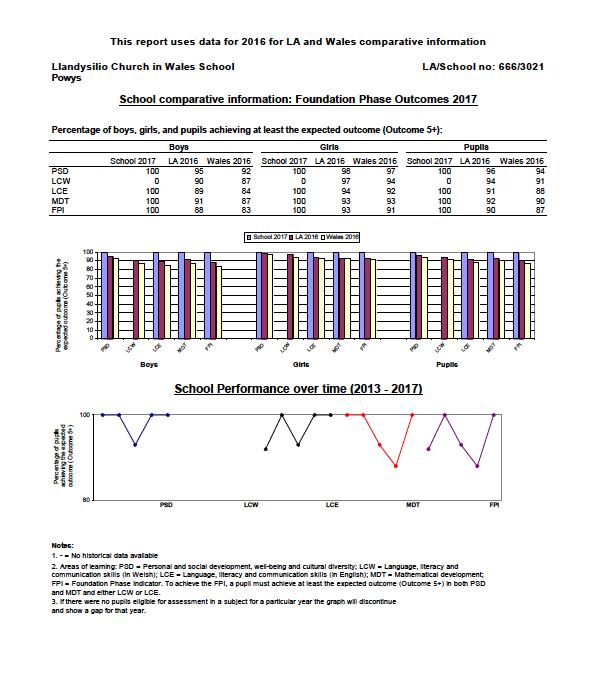 This report uses data for 2016 for LA and Wales comparative information
Llandysilio Church in Wales School LA/School no: 666/3021
Powys
School comparative information: Foundation Phase Outcomes 2017
Percentage of boys, girls, and pupils achieving at least the expected outcome (Outcome 5+):
Boys Girls Pupils
School 2017 LA 2016 Wales 2016 School 2017 LA 2016 Wales 2016 School 2017 LA 2016 Wales 2016
PSD 100 95 92 100 98 97 100 96 94
LCW 0 90 87 0 97 94 0 94 91
LCE 100 89 84 100 94 92 100 91 88
MDT 100 91 87 100 93 93 100 92 90
FPI 100 88 83 100 93 91 100 90 87
School 2017 LA 2016 Wales 2016
Percentage of pupils achieving the
expected outcome (Outcome 5+)
100
90
80
70
60
50
40
30
20
10
0
PSD LCW LCE MDT FPI PSD LCW LCE MDT FPI PSD LCW LCE MDT FPI
Boys Girls Pupils
School Performance over time (2013 - 2017)
Percentage of pupils
achieving the expected
outcome (Outcome 5+)
100
80
PSD LCW LCE MDT FPI
Notes:
1. - = No historical data available
2. Areas of learning: PSD = Personal and social development, well-being and cultural diversity; LCW = Language, literacy and
communication skills (in Welsh); LCE = Language, literacy and communication skills (in English); MDT = Mathematical development;
FPI = Foundation Phase Indicator. To achieve the FPI, a pupil must achieve at least the expected outcome (Outcome 5+) in both PSD
and MDT and either LCW or LCE.
3. If there were no pupils eligible for assessment in a subject for a particular year the graph will discontinue
and show a gap for that year.